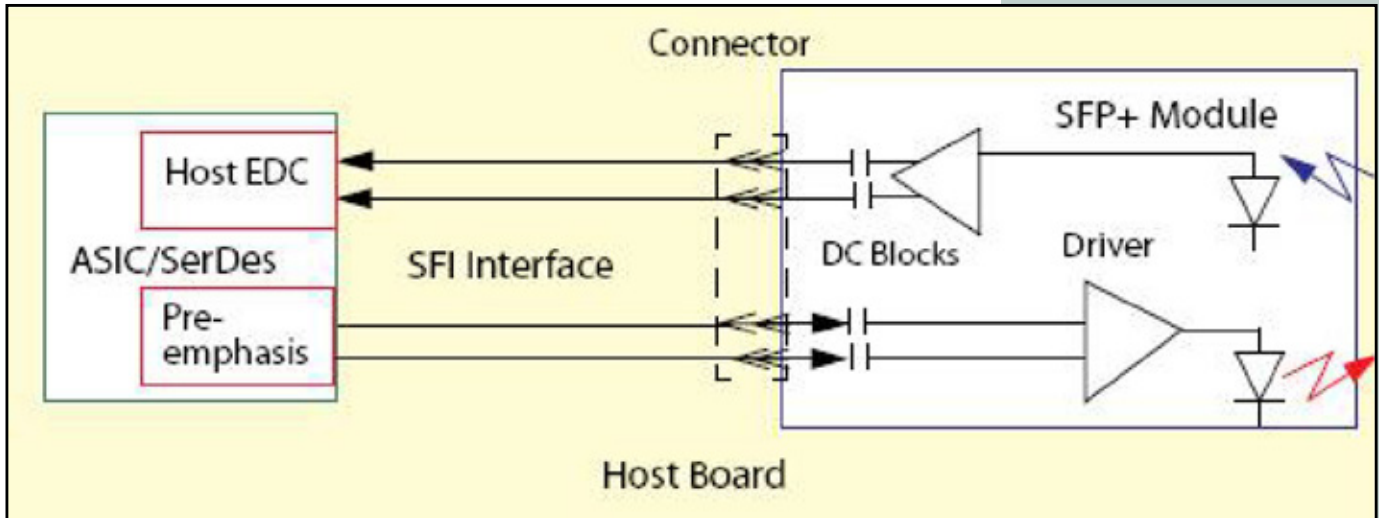 Connector
SFP+ Module
Host EDC
ASIC/SerDes
SFI Interface
DC Blocks
Driver
Pre-
emphasis
Host Board